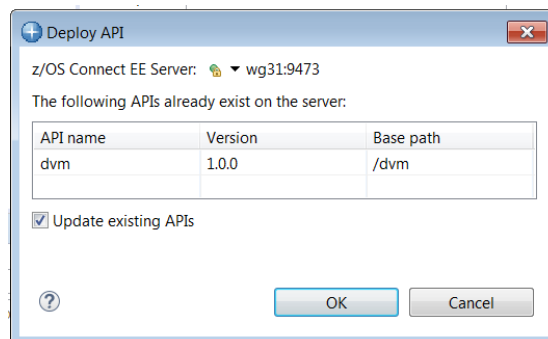 Deploy API
z/OS Connect EE Server: wg31:9473
The following APIs already exist on the server:
API name Version Base path
dvm 1.0.0 /dvm
Update existing APIs
OK Cancel